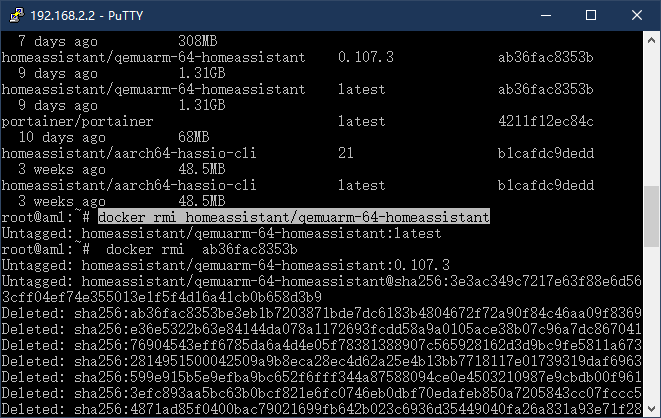 192.168.2.2 - PuTTY
7 days ago 308MB
homeassistant/qemuarm-64-homeassistant 0.107.3 ab36fac8353b
9 days ago 1.31GB
homeassistant/qemuarm-64-homeassistant latest ab36fac8353b
9 days ago 1.31GB
portainer/portainer latest 4211f12ec84c
10 days ago 68MB
homeassistant/aarch64-hassio-cli 21 b1cafdc9dedd
3 weeks ago 48.5MB
homeassistant/aarch64-hassio-cli latest b1cafdc9dedd
3 weeks ago 48.5MB
root@aml:~# docker rmi homeassistant/qemuarm-64-homeassistant
Untagged: homeassistant/qemuarm-64-homeassistant:latest
root@aml:~# docker rmi ab36fac8353b
Untagged: homeassistant/qemuarm-64-homeassistant:0.107.3
Untagged: homeassistant/qemuarm-64-homeassistant@sha256:3e3ac349c7217e63f88e6d56
3cff04ef74e355013e1f5f4d16a41cb0b658d3b9
Deleted: sha256:ab36fac8353be3eb1b7203871bde7dc6183b4804672f72a90f84c46aa09f8369
Deleted: sha256:e36e5322b63e84144da078a1172693fcdd58a9a0105ace38b07c96a7dc867041
Deleted: sha256:76904543eff6785da6a4d4e05f78381388907c565928162d3d9bc9fe5811a673
Deleted: sha256:2814951500042509a9b8eca28ec4d62a25e4b13bb7718117e01739319daf6963
Deleted: sha256:599e915b5e9efba9bc652f6fff344a87588094ce0e4503210987e9cbdb00f961
Deleted: sha256:3efc893aa5bc63b0bcf821e6fc0746eb0dbf70edafeb850a7205843cc07fccc5
Deleted: sha256:4871ad85f0400bac79021699fb642b023c6936d35449040fa26a831a93e71f28